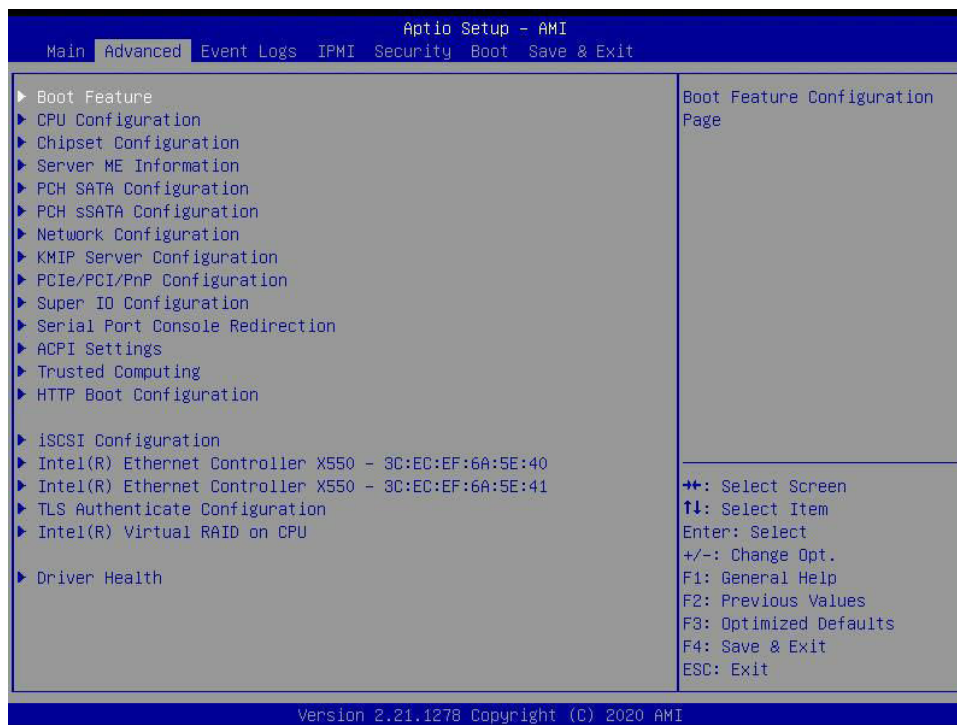 Aptio Setup – AMI
Main Advanced Event Logs IPMI Security Boot Save & Exit
Boot Feature
CPU Configuration
Chipset Configuration
Server ME Information
PCH SATA Configuration
PCH sSATA Configuration
Network Configuration
KMIP Server Configuration
PCIe/PCI/PnP Configuration
Super IO Configuration
Serial Port Console Redirection
ACPI Settings
Trusted Computing
HTTP Boot Configuration
iSCSI Configuration
Intel(R) Ethernet Controller X550 – 3C:EC:EF:6A:5E:40
Intel(R) Ethernet Controller X550 – 3C:EC:EF:6A:5E:41
TLS Authenticate Configuration
Intel(R) Virtual RAID on CPU
Driver Health
Boot Feature Configuration
Page
→←: Select Screen
↑↓: Select Item
Enter: Select
+/-: Change Opt.
F1: General Help
F2: Previous Values
F3: Optimized Defaults
F4: Save & Exit
ESC: Exit
Version 2.21.1278 Copyright (C) 2020 AMI